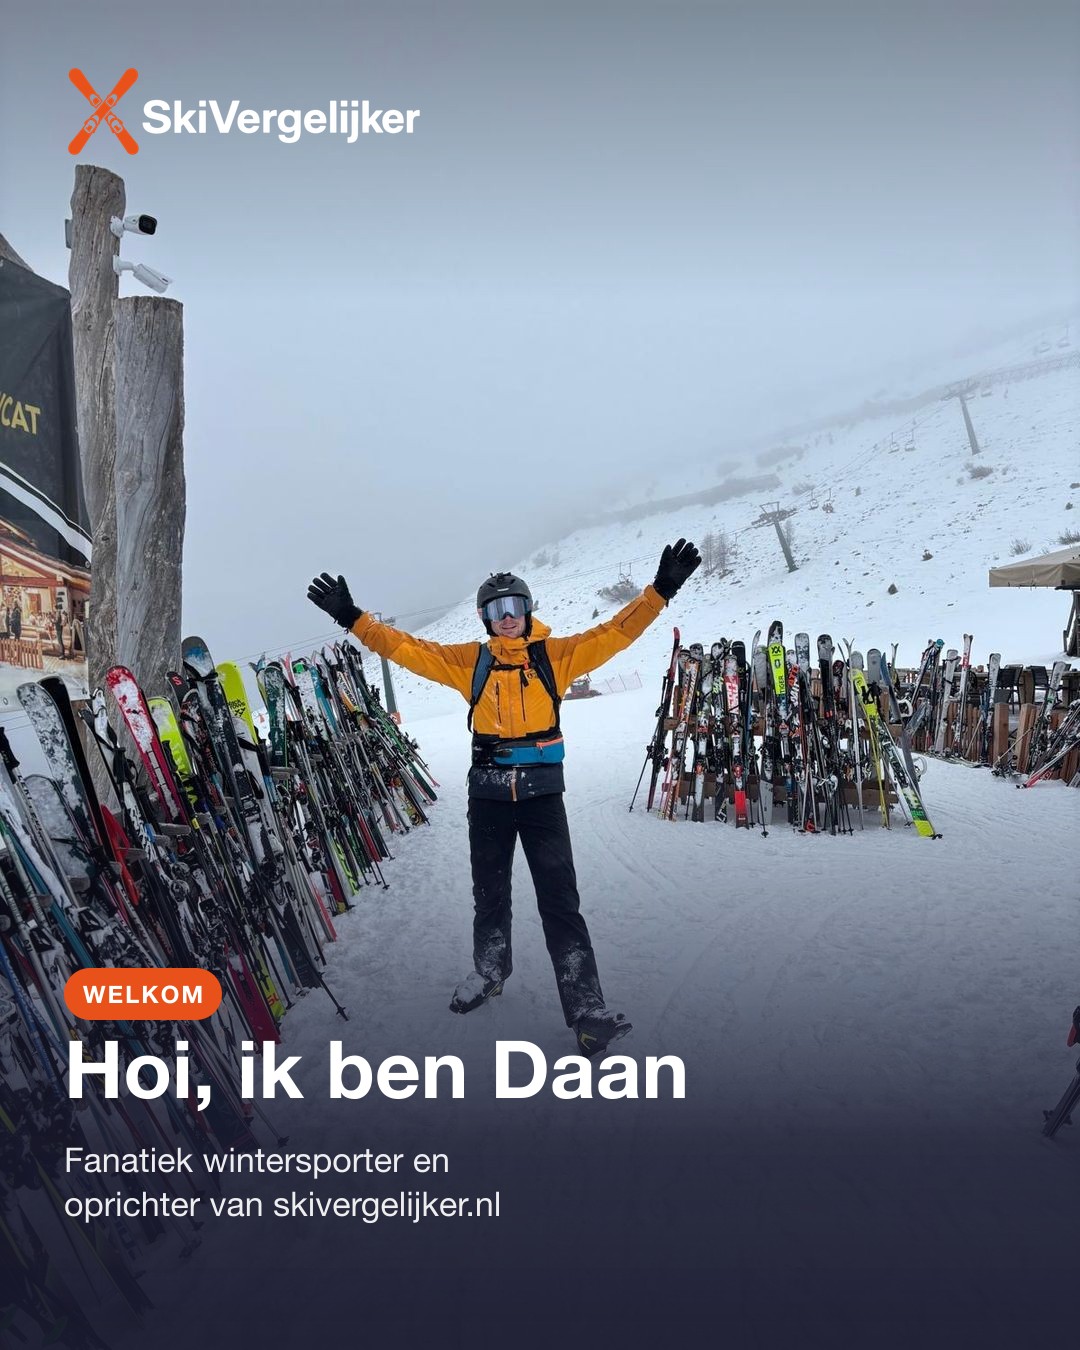 SkiVergelijker
WELKOM
Hoi, ik ben Daan
Fanatiek wintersporter en
oprichter van skivergelijker.nl